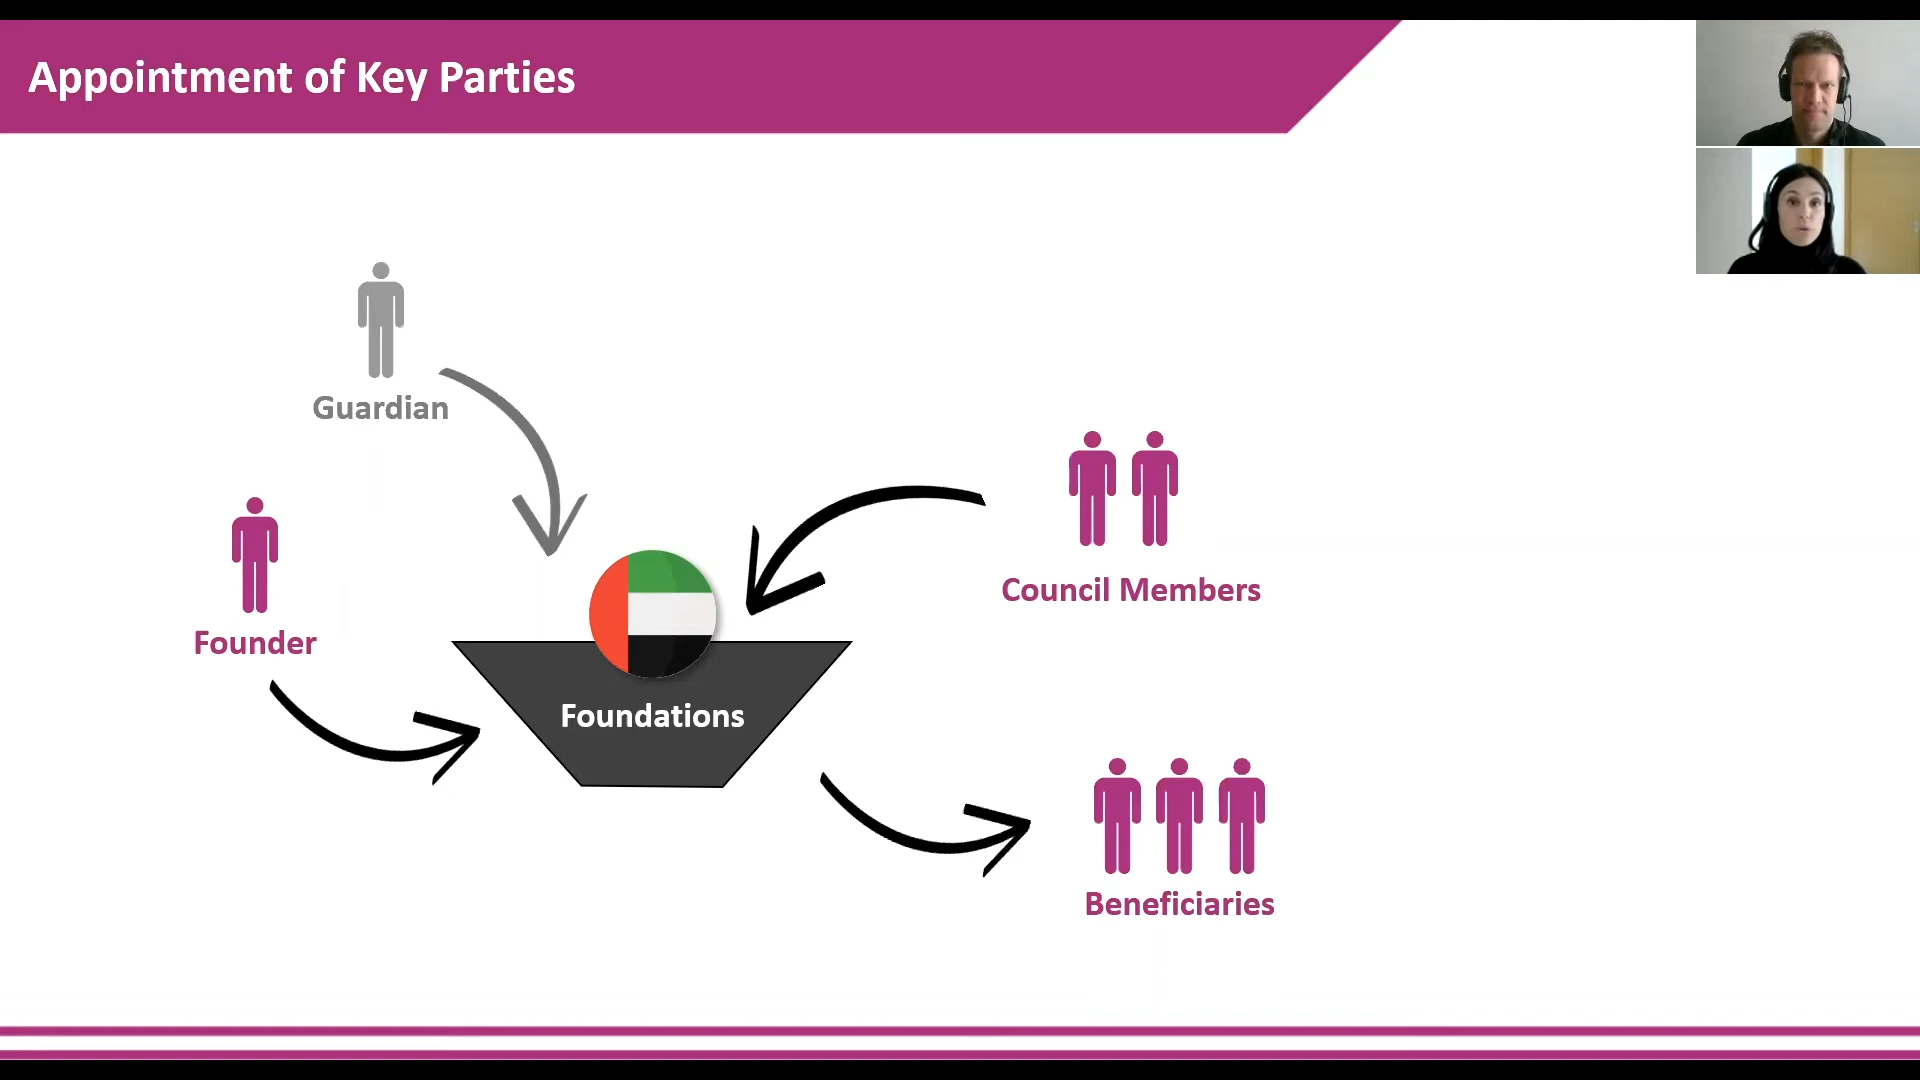 Appointment of Key Parties
Guardian
Founder
Council Members
Foundations
Beneficiaries